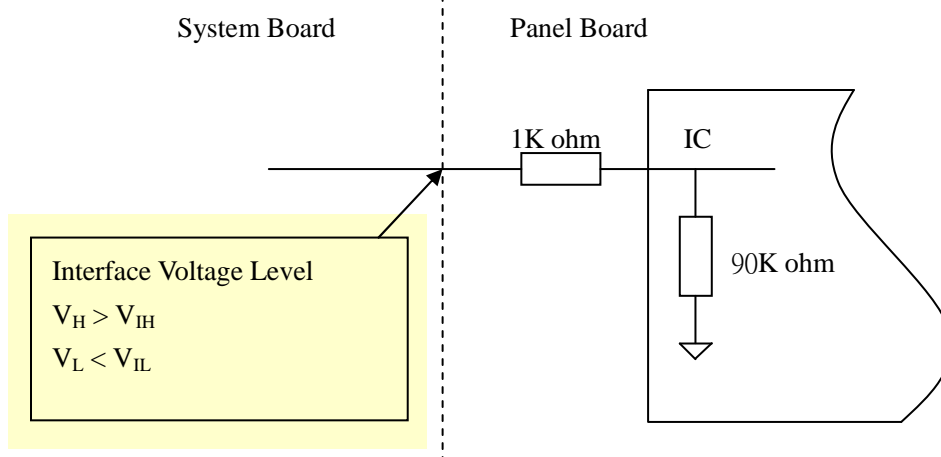 System Board
Panel Board
1K ohm
IC
90K ohm
Interface Voltage Level
V_H > V_IH
V_L < V_IL